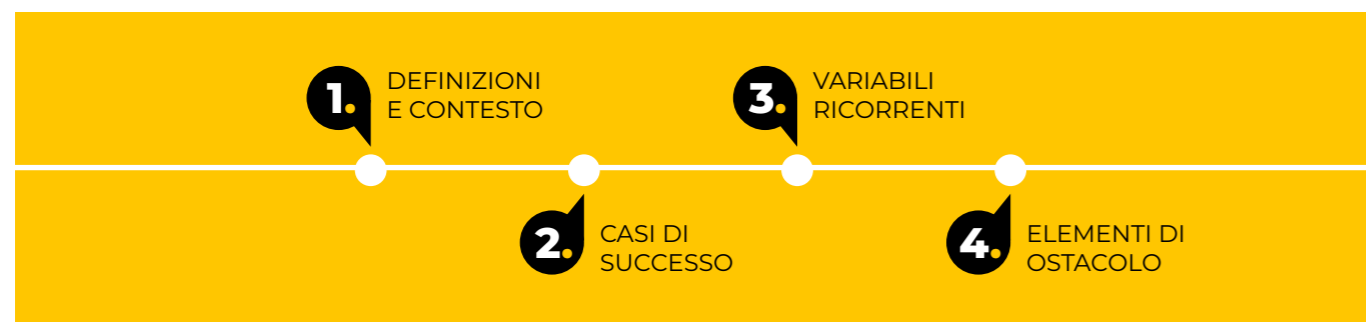 1.
DEFINIZIONI
E CONTESTO
2.
CASI DI
SUCCESSO
3.
VARIABILI
RICORRENTI
4.
ELEMENTI DI
OSTACOLO